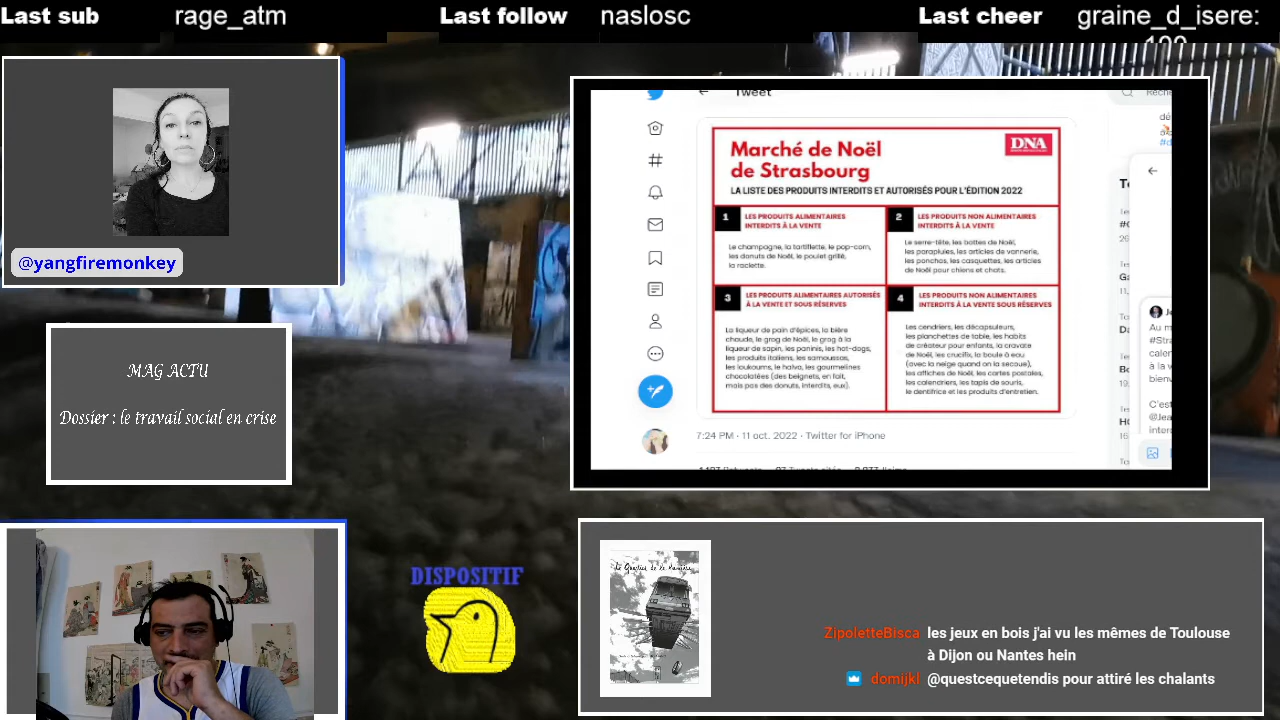 Last sub
rage_atm
Last follow
naslosc
Last cheer
graine_d_isere:
@yangfiremonkey
MAG ACTU
Dossier : le travail social en crise
Tweet
Marché de Noël
de Strasbourg
DNA
LA LISTE DES PRODUITS INTERDITS ET AUTORISÉS POUR L'ÉDITION 2022
1
LES PRODUITS ALIMENTAIRES
INTERDITS À LA VENTE
Le champagne, la tartiflette, le pop-corn,
les donuts de Noël, le poulet grillé,
la raclette.
2
LES PRODUITS NON ALIMENTAIRES
INTERDITS À LA VENTE
Le serre-tête, les bottes de Noël,
les parapluies, les articles de vannerie,
les ponchos, les casquettes, les articles
de Noël pour chiens et chats.
3
LES PRODUITS ALIMENTAIRES AUTORISÉS
À LA VENTE ET SOUS RÉSERVES
La liqueur de pain d'épices, la bière
chaude, le grog de Noël, le grog à la
liqueur de sapin, les paninis, les hot-dogs,
les produits italiens, les samoussas,
les loukoums, le halva, les gourmelines
chocolatées (des beignets, en fait,
mais pas des donuts, interdits, eux).
4
LES PRODUITS NON ALIMENTAIRES
INTERDITS À LA VENTE SOUS RÉSERVES
Les cendriers, les décapsuleurs,
les planchettes de table, les habits
de créateur pour enfants, la cravate
de Noël, les crucifix, la boule à eau
(avec la neige quand on la secoue),
les affiches de Noël, les cartes postales,
les calendriers, les tapis de souris,
le dentifrice et les produits d'entretien.
7:24 PM · 11 oct. 2022 · Twitter for iPhone
DISPOSITIF
ZipoletteBisca les jeux en bois j'ai vu les mêmes de Toulouse
à Dijon ou Nantes hein
domijkl @questcequetendis pour attiré les chalants